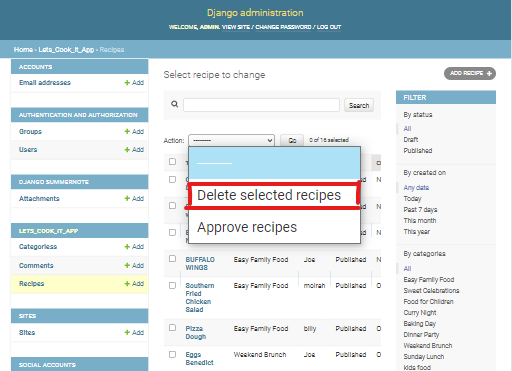 Django administration
WELCOME, ADMIN. VIEW SITE / CHANGE PASSWORD / LOG OUT
Home › Lets_Cook_It_App › Recipes
ACCOUNTS
Email addresses + Add
AUTHENTICATION AND AUTHORIZATION
Groups + Add
Users + Add
DJANGO SUMMERNOTE
Attachments + Add
LETS_COOK_IT_APP
Categoriess + Add
Comments + Add
Recipes + Add
SITES
Sites + Add
SOCIAL ACCOUNTS
Select recipe to change
ADD RECIPE +
Search
Action: --------- Go 0 of 16 selected
---------
Delete selected recipes
Approve recipes
BUFFALO WINGS Easy Family Food Joe Published
Southern Fried Chicken Salad Easy Family Food moirah Published
Pizza Dough Easy Family Food billy Published
Eggs Benedict Weekend Brunch Joe Published
FILTER
By status
All
Draft
Published
By created on
Any date
Today
Past 7 days
This month
This year
By categories
All
Easy Family Food
Sweet Celebrations
Food for Children
Curry Night
Baking Day
Dinner Party
Weekend Brunch
Sunday Lunch
kids food